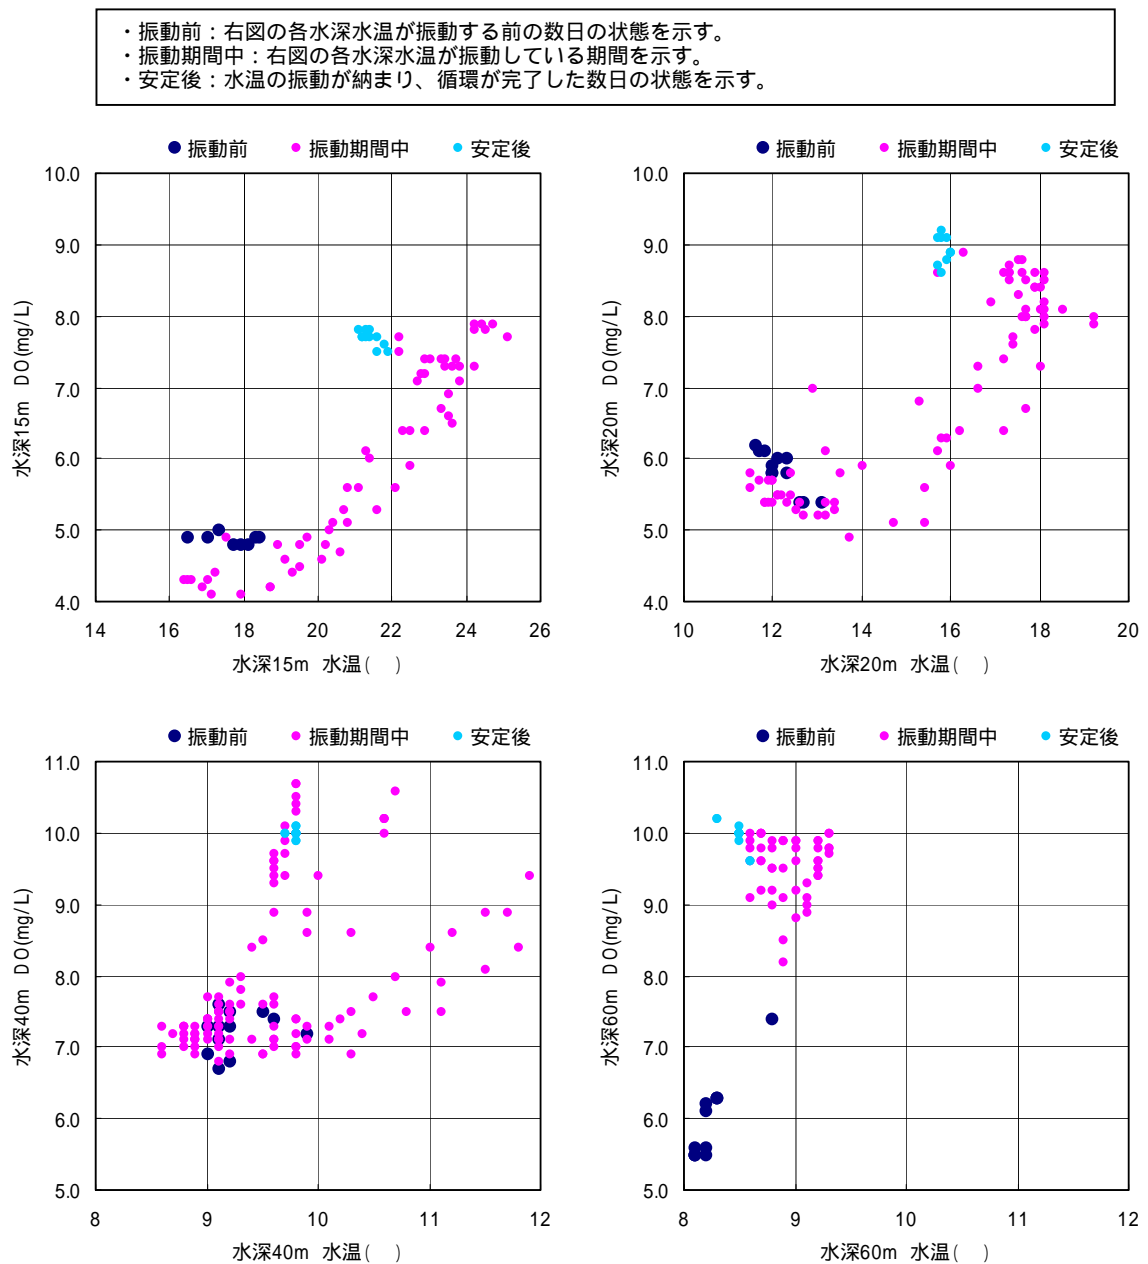 ・振動前：右図の各水深水温が振動する前の数日の状態を示す。
・振動期間中：右図の各水深水温が振動している期間を示す。
・安定後：水温の振動が納まり、循環が完了した数日の状態を示す。
振動前 振動期間中 安定後
10.0
9.0
8.0
7.0
6.0
5.0
4.0
14 16 18 20 22 24 26
水深15m DO(mg/L)
水深15m 水温( )
振動前 振動期間中 安定後
10.0
9.0
8.0
7.0
6.0
5.0
4.0
10 12 14 16 18 20
水深20m DO(mg/L)
水深20m 水温( )
振動前 振動期間中 安定後
11.0
10.0
9.0
8.0
7.0
6.0
5.0
8 9 10 11 12
水深40m DO(mg/L)
水深40m 水温( )
振動前 振動期間中 安定後
11.0
10.0
9.0
8.0
7.0
6.0
5.0
8 9 10 11 12
水深60m DO(mg/L)
水深60m 水温( )